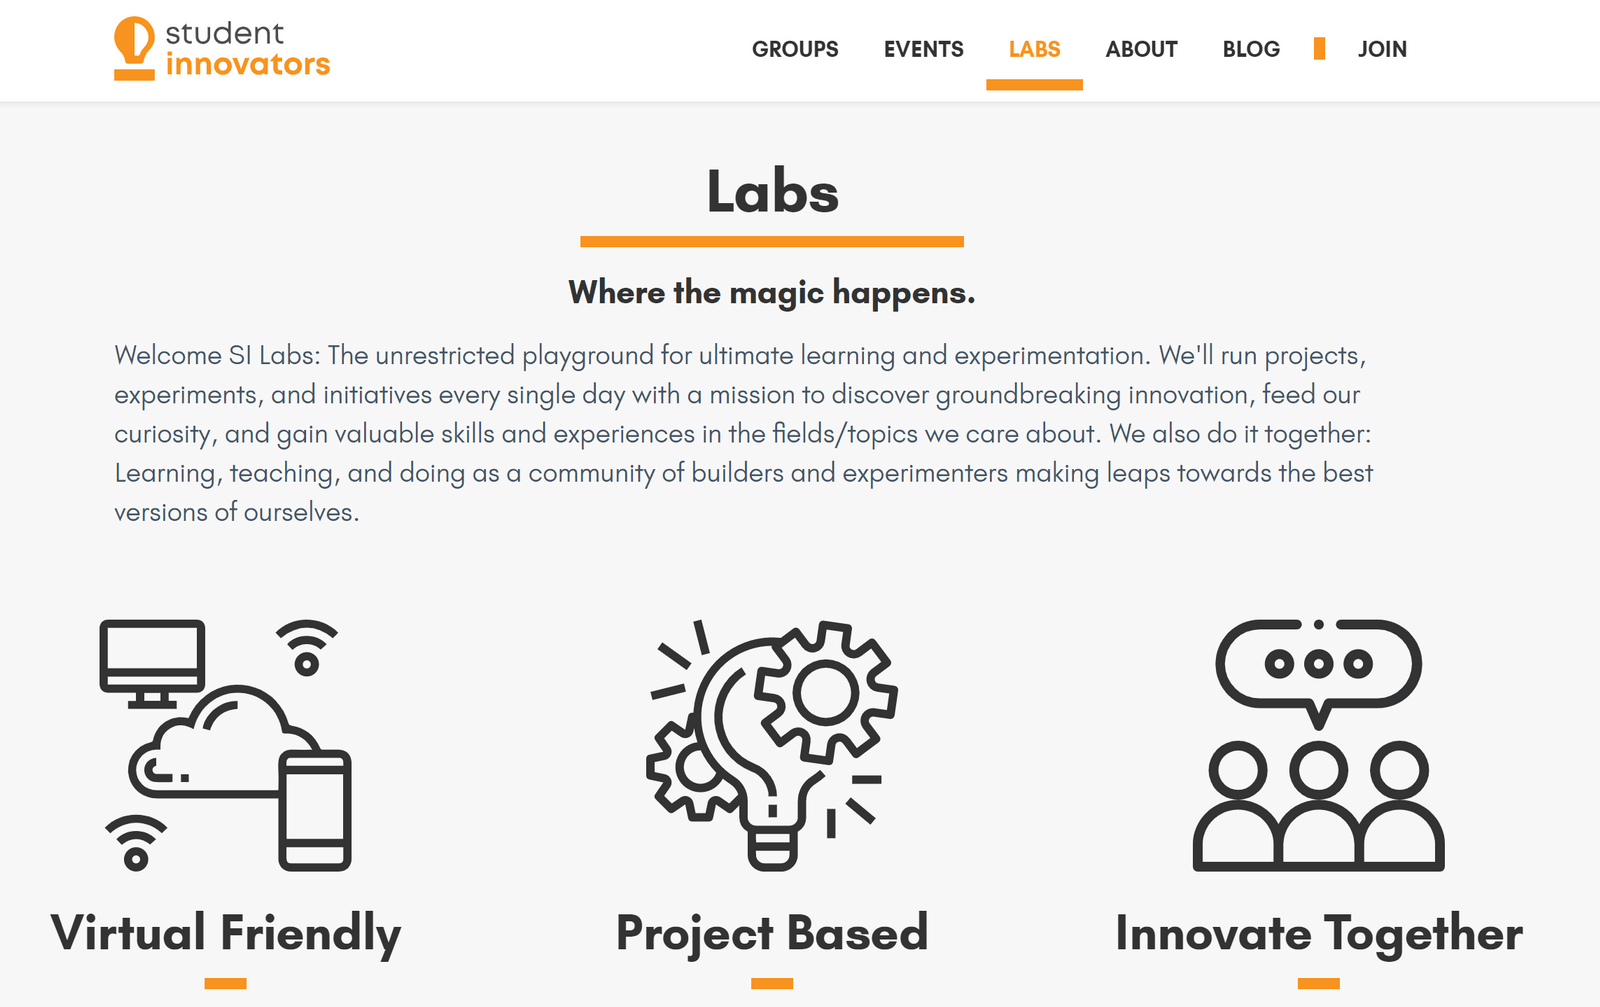 student
innovators
GROUPS EVENTS LABS ABOUT BLOG JOIN
Labs
Where the magic happens.
Welcome SI Labs: The unrestricted playground for ultimate learning and experimentation. We'll run projects,
experiments, and initiatives every single day with a mission to discover groundbreaking innovation, feed our
curiosity, and gain valuable skills and experiences in the fields/topics we care about. We also do it together:
Learning, teaching, and doing as a community of builders and experimenters making leaps towards the best
versions of ourselves.
Virtual Friendly
Project Based
Innovate Together